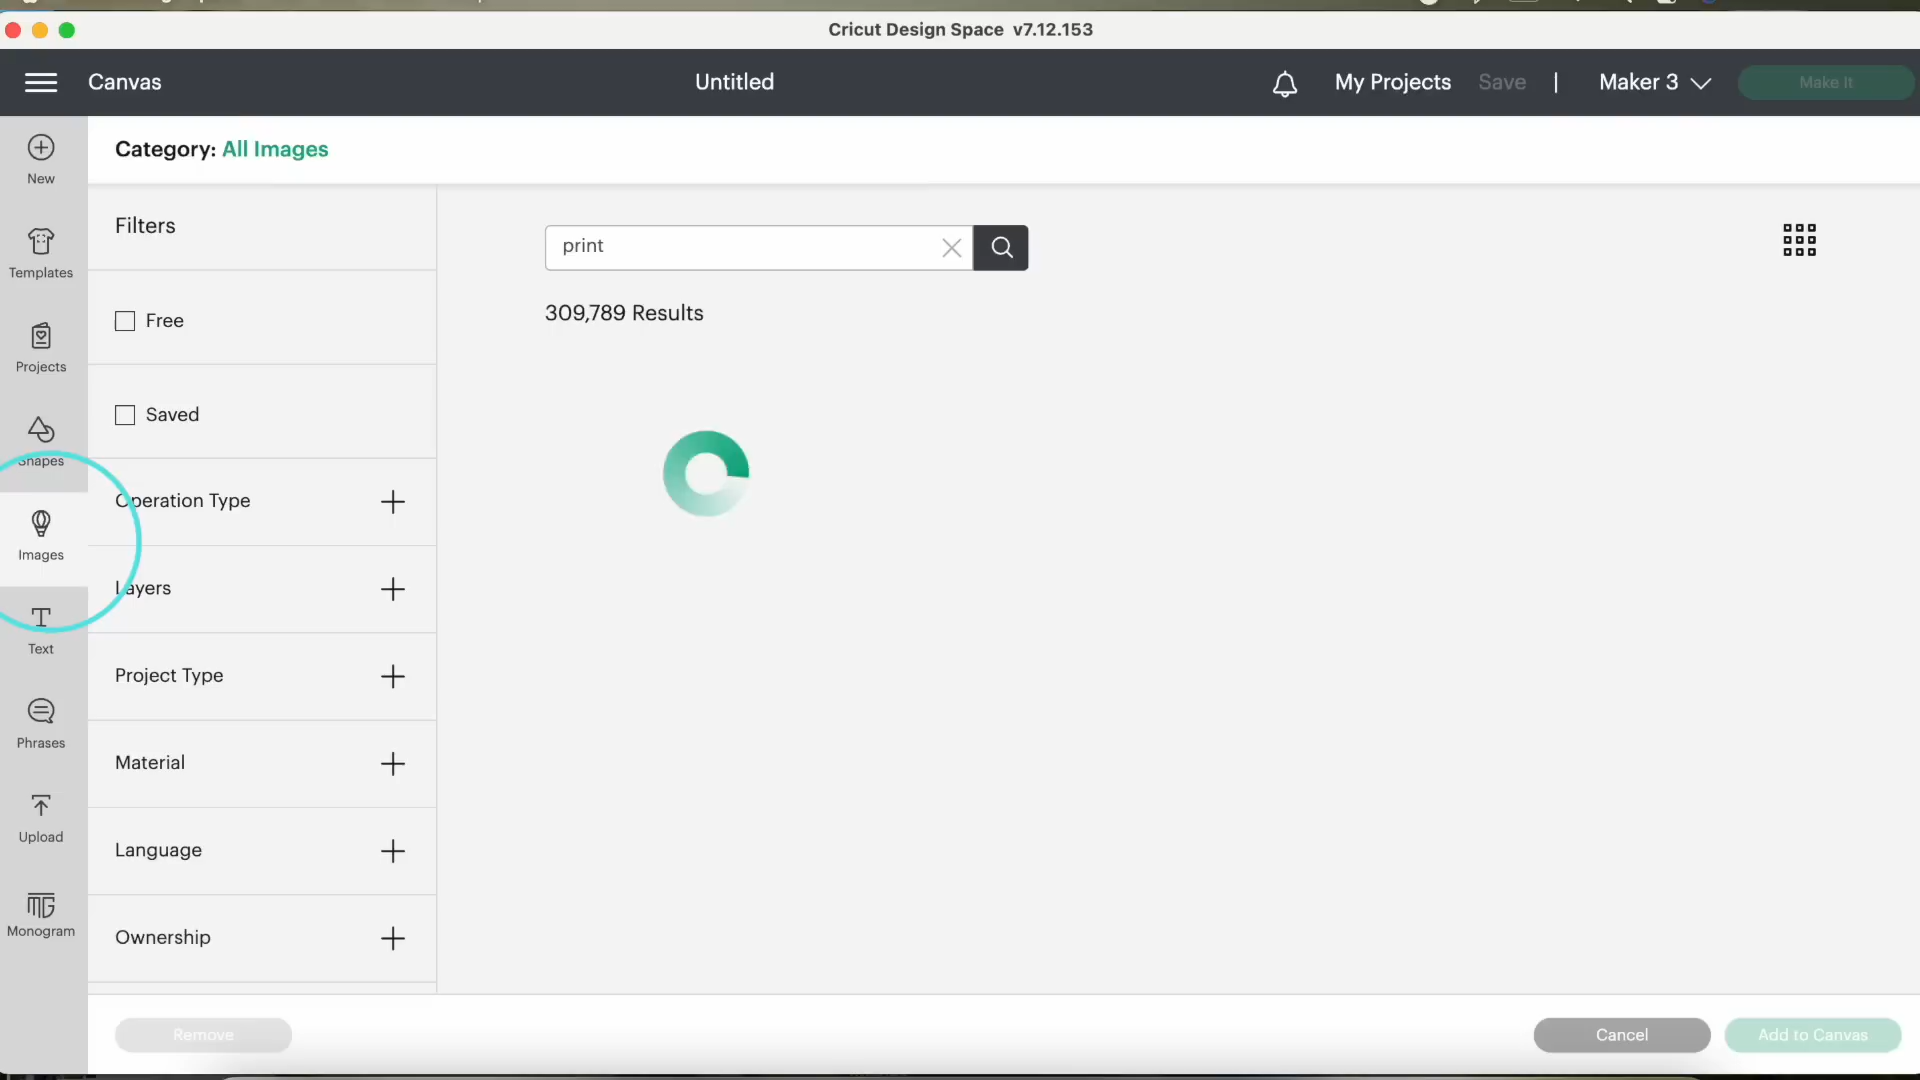 Cricut Design Space v7.12.153
Canvas
Untitled
My Projects
Save
|
Maker 3
Make It
New
Templates
Projects
Shapes
Images
Text
Phrases
Upload
Monogram
Category: All Images
Filters
Free
Saved
Operation Type
Layers
Project Type
Material
Language
Ownership
print
309,789 Results
Remove
Cancel
Add to Canvas